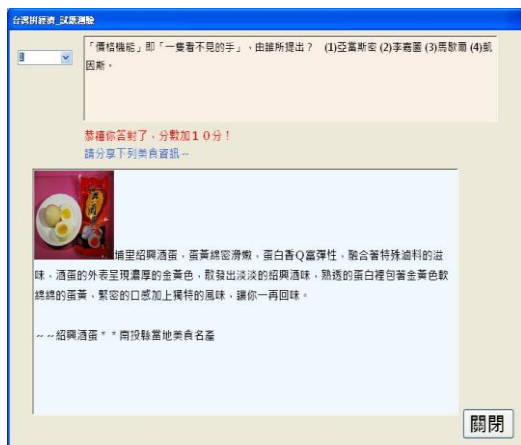 台灣拼經濟_試題測驗
「價格機能」即「一隻看不見的手」，由誰所提出？ (1)亞當斯密 (2)李嘉圖 (3)馬歇爾 (4)凱
因斯。
恭禧你答對了，分數加１０分！
請分享下列美食資訊～
埔里紹興酒蛋，蛋黃綿密滑嫩，蛋白香Q富彈性，融合著特殊滷料的滋
味，酒蛋的外表呈現濃厚的金黃色，散發出淡淡的紹興酒味，熟透的蛋白裡包著金黃色軟
綿綿的蛋黃，緊密的口感加上獨特的風味，讓你一再回味。
～～紹興酒蛋＊＊南投縣當地美食名產
關閉